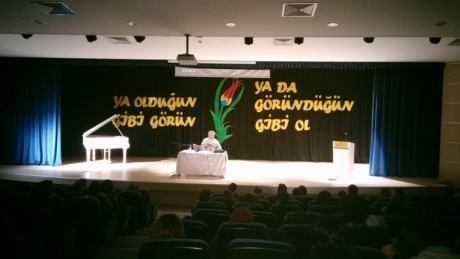 YA OLDUĞUN
GİBİ GÖRÜN
YA DA
GÖRÜNDÜĞÜN
GİBİ OL